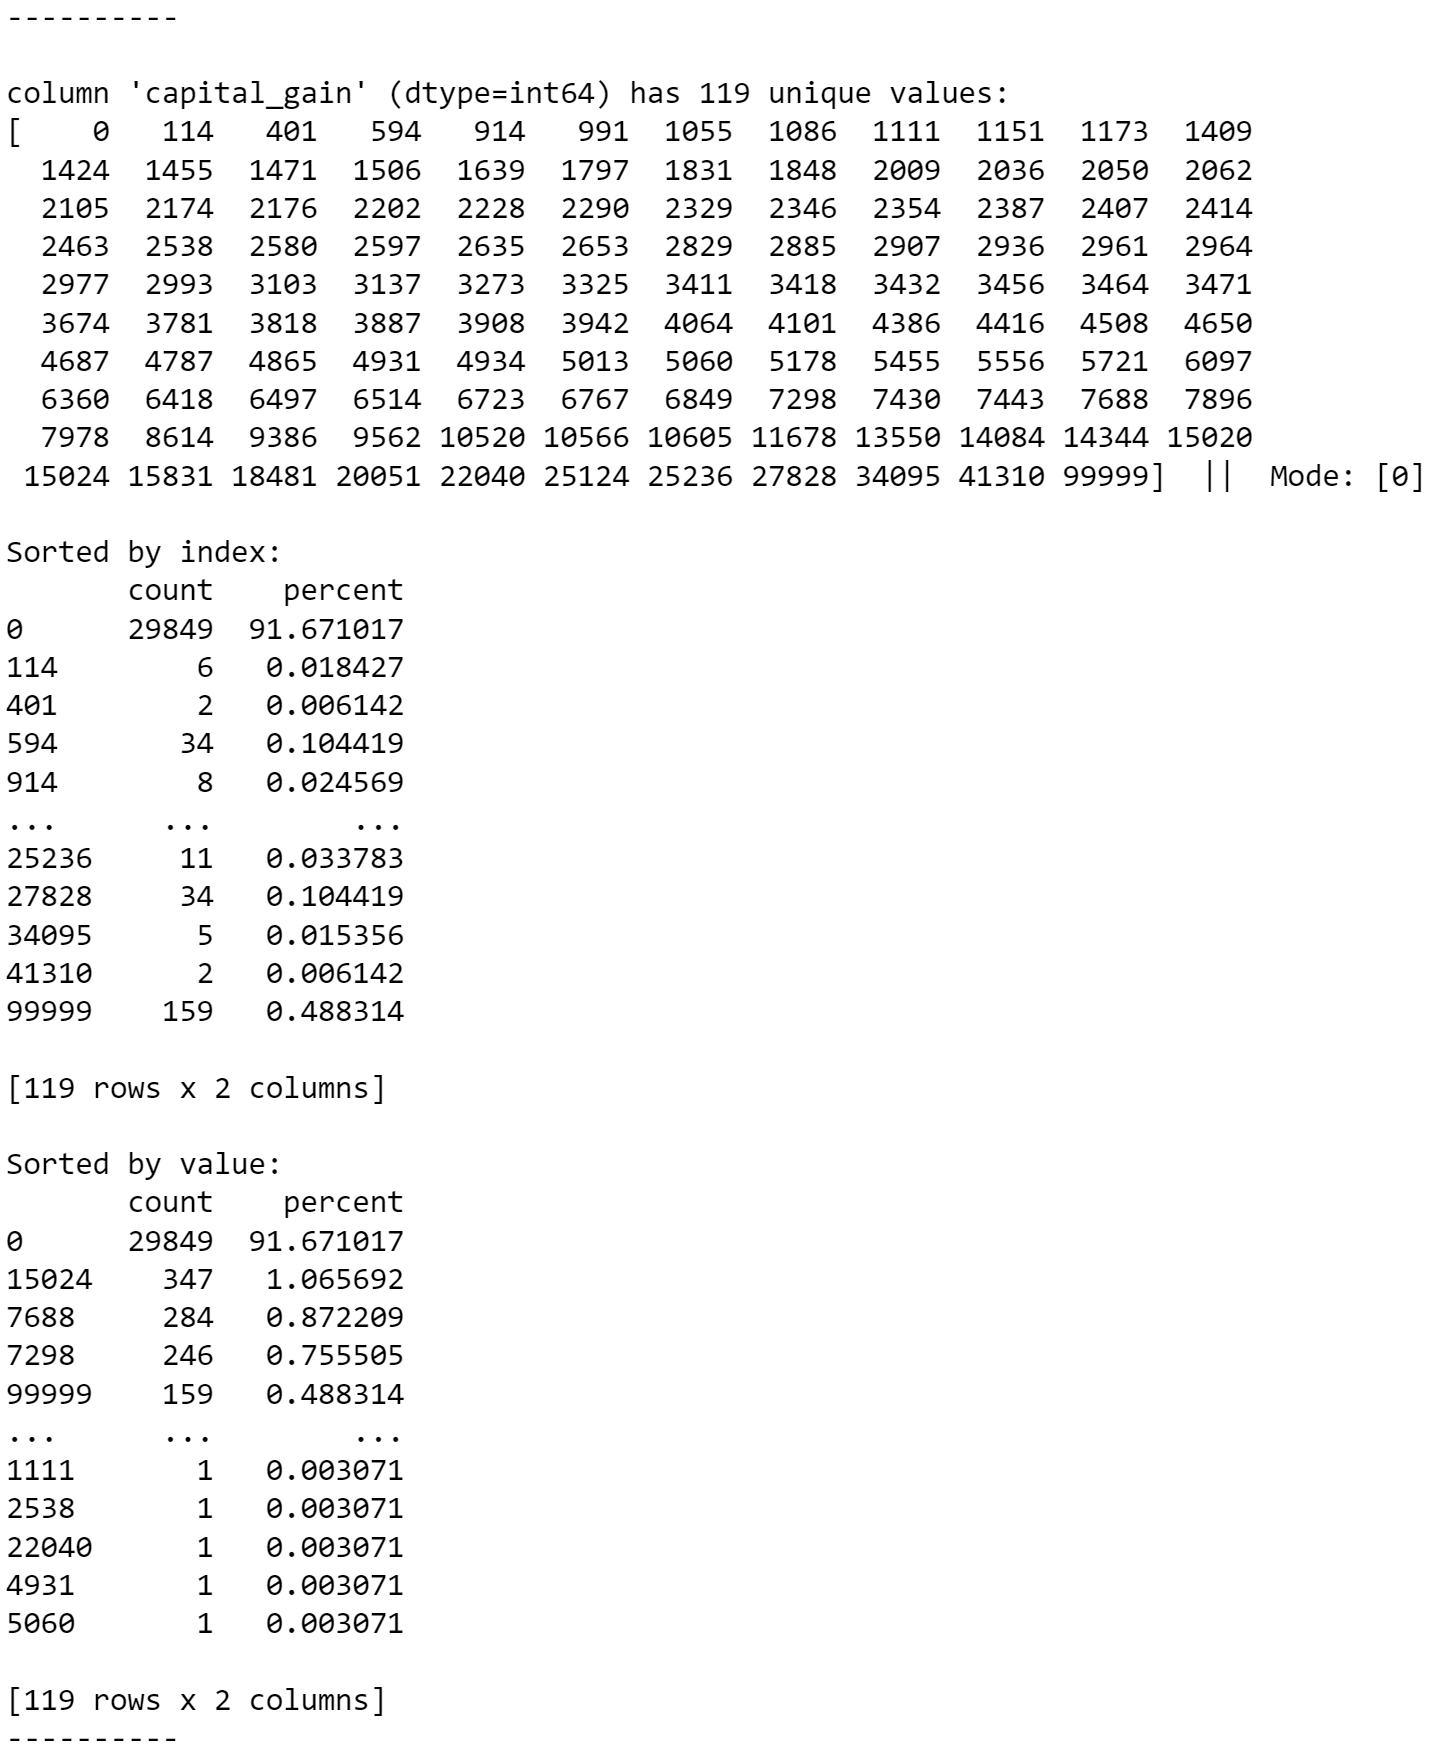 ----------
column 'capital_gain' (dtype=int64) has 119 unique values:
[    0   114   401   594   914   991  1055  1086  1111  1151  1173  1409
  1424  1455  1471  1506  1639  1797  1831  1848  2009  2036  2050  2062
  2105  2174  2176  2202  2228  2290  2329  2346  2354  2387  2407  2414
  2463  2538  2580  2597  2635  2653  2829  2885  2907  2936  2961  2964
  2977  2993  3103  3137  3273  3325  3411  3418  3432  3456  3464  3471
  3674  3781  3818  3887  3908  3942  4064  4101  4386  4416  4508  4650
  4687  4787  4865  4931  4934  5013  5060  5178  5455  5556  5721  6097
  6360  6418  6497  6514  6723  6767  6849  7298  7430  7443  7688  7896
  7978  8614  9386  9562 10520 10566 10605 11678 13550 14084 14344 15020
 15024 15831 18481 20051 22040 25124 25236 27828 34095 41310 99999]  ||  Mode: [0]
Sorted by index:
       count    percent
0      29849  91.671017
114        6   0.018427
401        2   0.006142
594       34   0.104419
914        8   0.024569
...      ...        ...
25236     11   0.033783
27828     34   0.104419
34095      5   0.015356
41310      2   0.006142
99999    159   0.488314
[119 rows x 2 columns]
Sorted by value:
       count    percent
0      29849  91.671017
15024    347   1.065692
7688     284   0.872209
7298     246   0.755505
99999    159   0.488314
...      ...        ...
1111       1   0.003071
2538       1   0.003071
22040      1   0.003071
4931       1   0.003071
5060       1   0.003071
[119 rows x 2 columns]
----------